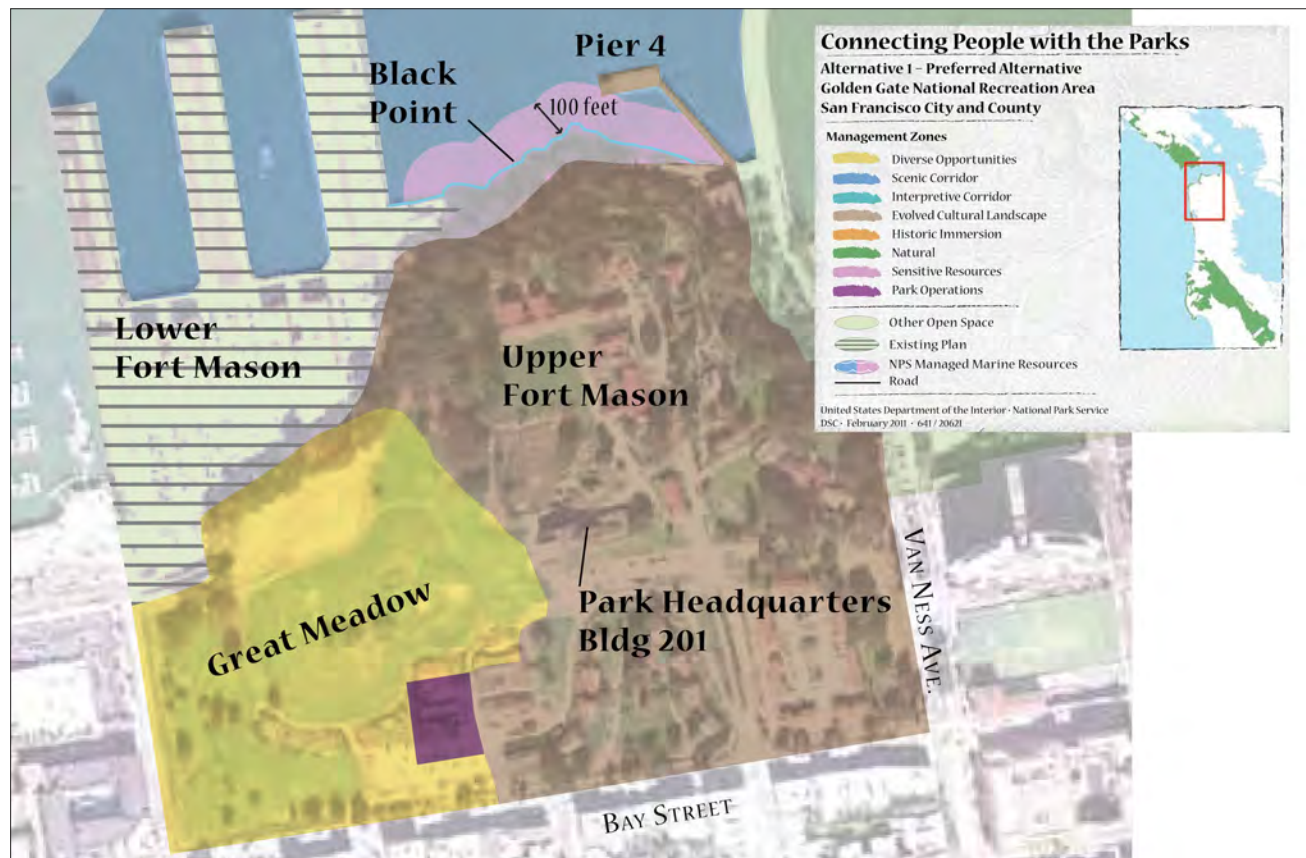 Pier 4
Black
Point
100 feet
Lower
Fort Mason
Upper
Fort Mason
Great Meadow
Park Headquarters
Bldg 201
VAN NESS AVE.
BAY STREET
Connecting People with the Parks
Alternative 1 – Preferred Alternative
Golden Gate National Recreation Area
San Francisco City and County
Management Zones
Diverse Opportunities
Scenic Corridor
Interpretive Corridor
Evolved Cultural Landscape
Historic Immersion
Natural
Sensitive Resources
Park Operations
Other Open Space
Existing Plan
NPS Managed Marine Resources
Road
United States Department of the Interior · National Park Service
DSC · February 2011 · 641 / 20621